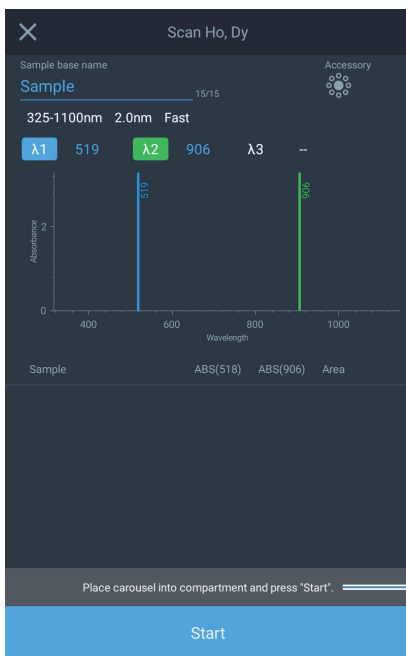 Scan Ho, Dy
Sample base name
Accessory
Sample
15/15
325-1100nm 2.0nm Fast
λ1 519 λ2 906 λ3 --
519
906
Absorbance
2
0
400 600 800 1000
Wavelength
Sample ABS(518) ABS(906) Area
Place carousel into compartment and press "Start".
Start